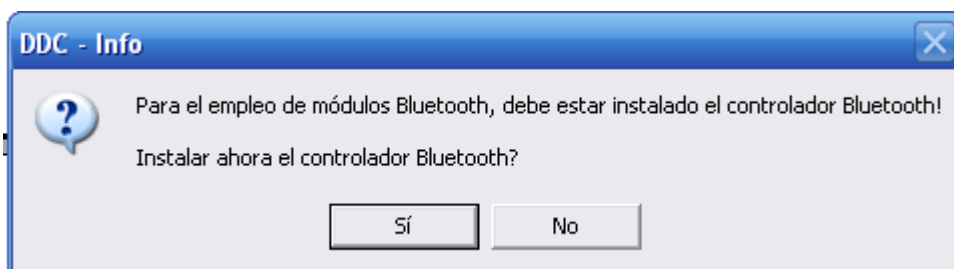 DDC - Info
Para el empleo de módulos Bluetooth, debe estar instalado el controlador Bluetooth!
Instalar ahora el controlador Bluetooth?
Sí
No